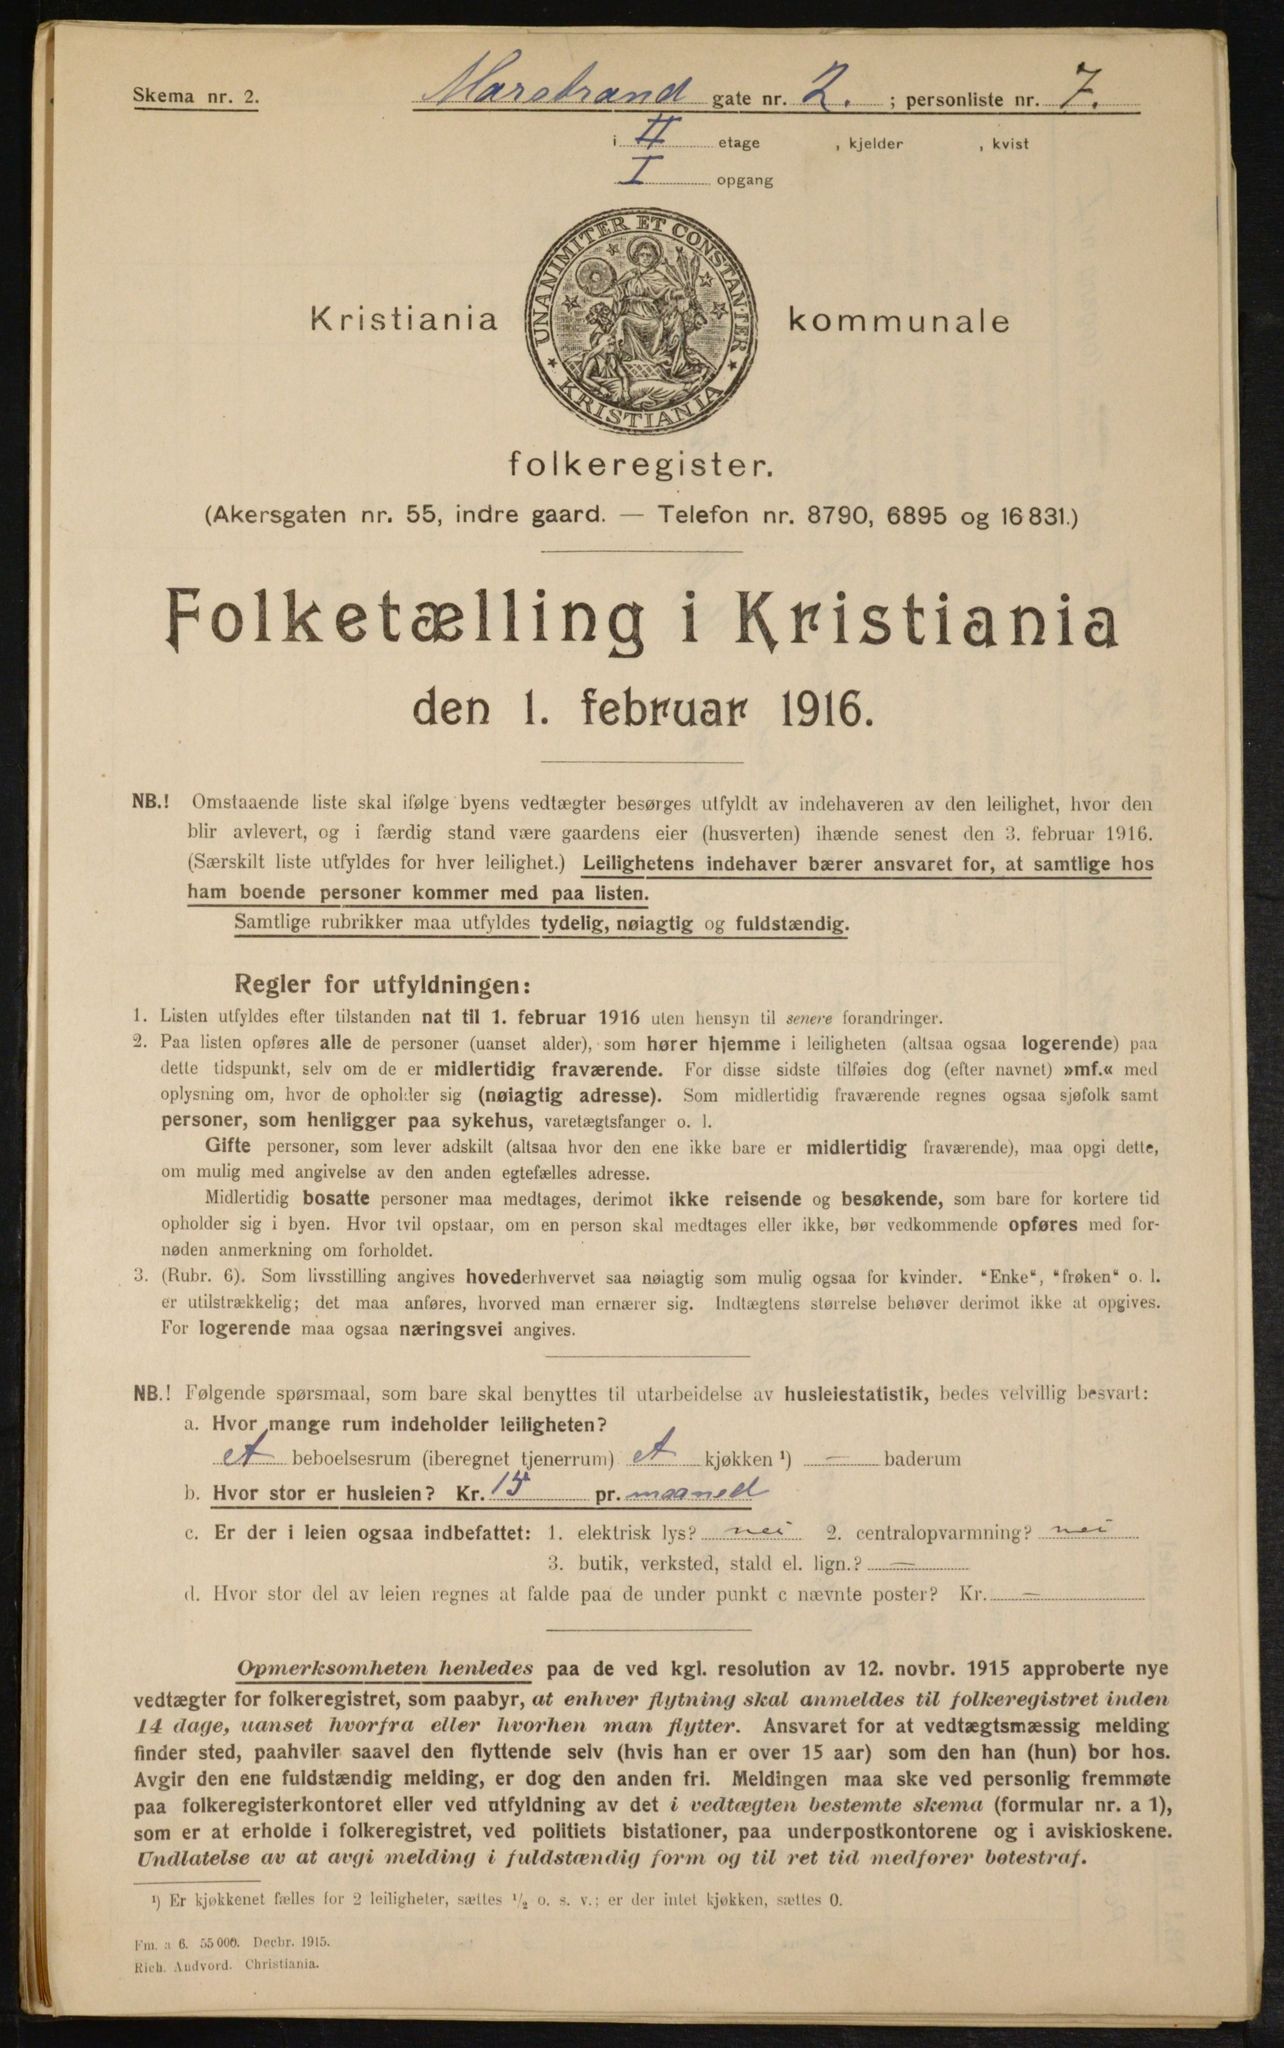 Skema nr. 2. Marstrand gate nr. 2. ; personliste nr. 7.
i II etage , kjelder , kvist
I opgang
UNANIMITER ET CONSTANTER
KRISTIANIA
Kristiania kommunale
folkeregister.
(Akersgaten nr. 55, indre gaard. — Telefon nr. 8790, 6895 og 16 831.)
Folketælling i Kristiania
den 1. februar 1916.
NB.! Omstaaende liste skal ifølge byens vedtægter besørges utfyldt av indehaveren av den leilighet, hvor den
blir avlevert, og i færdig stand være gaardens eier (husverten) ihænde senest den 3. februar 1916.
(Særskilt liste utfyldes for hver leilighet.) Leilighetens indehaver bærer ansvaret for, at samtlige hos
ham boende personer kommer med paa listen.
Samtlige rubrikker maa utfyldes tydelig, nøiagtig og fuldstændig.
Regler for utfyldningen:
1. Listen utfyldes efter tilstanden nat til 1. februar 1916 uten hensyn til senere forandringer.
2. Paa listen opføres alle de personer (uanset alder), som hører hjemme i leiligheten (altsaa ogsaa logerende) paa
dette tidspunkt, selv om de er midlertidig fraværende. For disse sidste tilføies dog (efter navnet) »mf.« med
oplysning om, hvor de opholder sig (nøiagtig adresse). Som midlertidig fraværende regnes ogsaa sjøfolk samt
personer, som henligger paa sykehus, varetægtsfanger o. l.
Gifte personer, som lever adskilt (altsaa hvor den ene ikke bare er midlertidig fraværende), maa opgi dette,
om mulig med angivelse av den anden egtefælles adresse.
Midlertidig bosatte personer maa medtages, derimot ikke reisende og besøkende, som bare for kortere tid
opholder sig i byen. Hvor tvil opstaar, om en person skal medtages eller ikke, bør vedkommende opføres med for-
nøden anmerkning om forholdet.
3. (Rubr. 6). Som livsstilling angives hovederhvervet saa nøiagtig som mulig ogsaa for kvinder. "Enke", "frøken" o. l.
er utilstrækkelig; det maa anføres, hvorved man ernærer sig. Indtægtens størrelse behøver derimot ikke at opgives.
For logerende maa ogsaa næringsvei angives.
NB.! Følgende spørsmaal, som bare skal benyttes til utarbeidelse av husleiestatistik, bedes velvillig besvart:
a. Hvor mange rum indeholder leiligheten?
et beboelsesrum (iberegnet tjenerrum) et kjøkken ¹) — baderum
b. Hvor stor er husleien? Kr. 15 pr. maaned
c. Er der i leien ogsaa indbefattet: 1. elektrisk lys? nei 2. centralopvarmning? nei
3. butik, verksted, stald el. lign.? —
d. Hvor stor del av leien regnes at falde paa de under punkt c nævnte poster? Kr. —
Opmerksomheten henledes paa de ved kgl. resolution av 12. novbr. 1915 approberte nye
vedtægter for folkeregistret, som paabyr, at enhver flytning skal anmeldes til folkeregistret inden
14 dage, uanset hvorfra eller hvorhen man flytter. Ansvaret for at vedtægtsmæssig melding
finder sted, paahviler saavel den flyttende selv (hvis han er over 15 aar) som den han (hun) bor hos.
Avgir den ene fuldstændig melding, er dog den anden fri. Meldingen maa ske ved personlig fremmøte
paa folkeregisterkontoret eller ved utfyldning av det i vedtægten bestemte skema (formular nr. a 1),
som er at erholde i folkeregistret, ved politiets bistationer, paa underpostkontorene og i aviskioskene.
Undlatelse av at avgi melding i fuldstændig form og til ret tid medfører bøtestraf.
¹) Er kjøkkenet fælles for 2 leiligheter, sættes ½ o. s. v.; er der intet kjøkken, sættes 0.
Fm. a 6. 55 000. Decbr. 1915.
Rich. Andvord. Christiania.